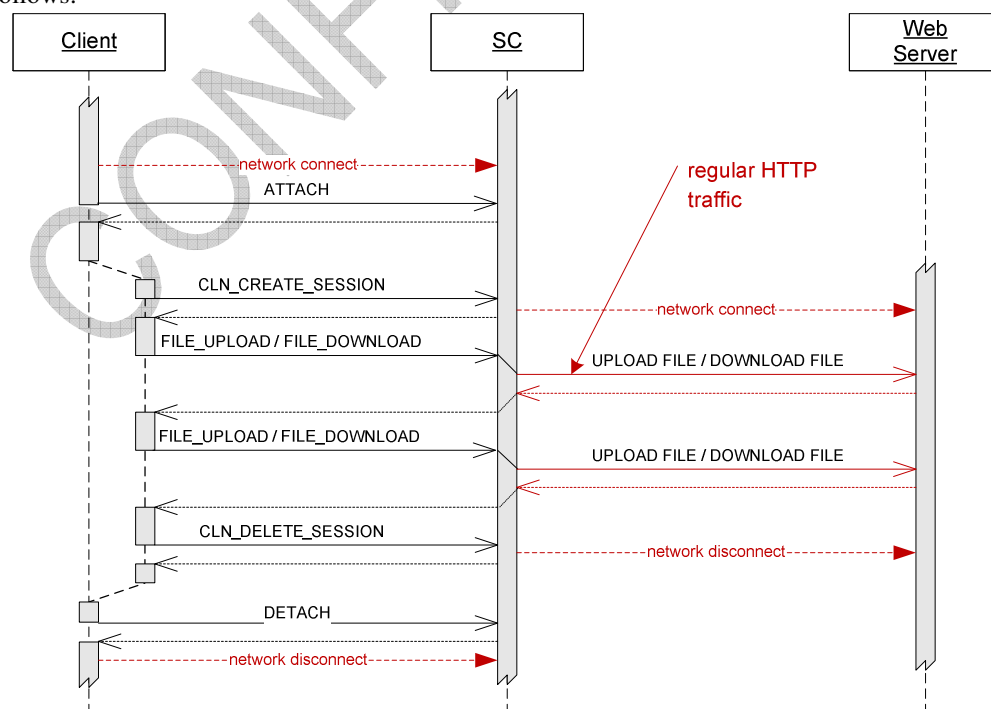 ollows:
Client
SC
Web
Server
network connect
regular HTTP
traffic
ATTACH
CLN_CREATE_SESSION
network connect
FILE_UPLOAD / FILE_DOWNLOAD
UPLOAD FILE / DOWNLOAD FILE
FILE_UPLOAD / FILE_DOWNLOAD
UPLOAD FILE / DOWNLOAD FILE
CLN_DELETE_SESSION
network disconnect
DETACH
network disconnect
CONF